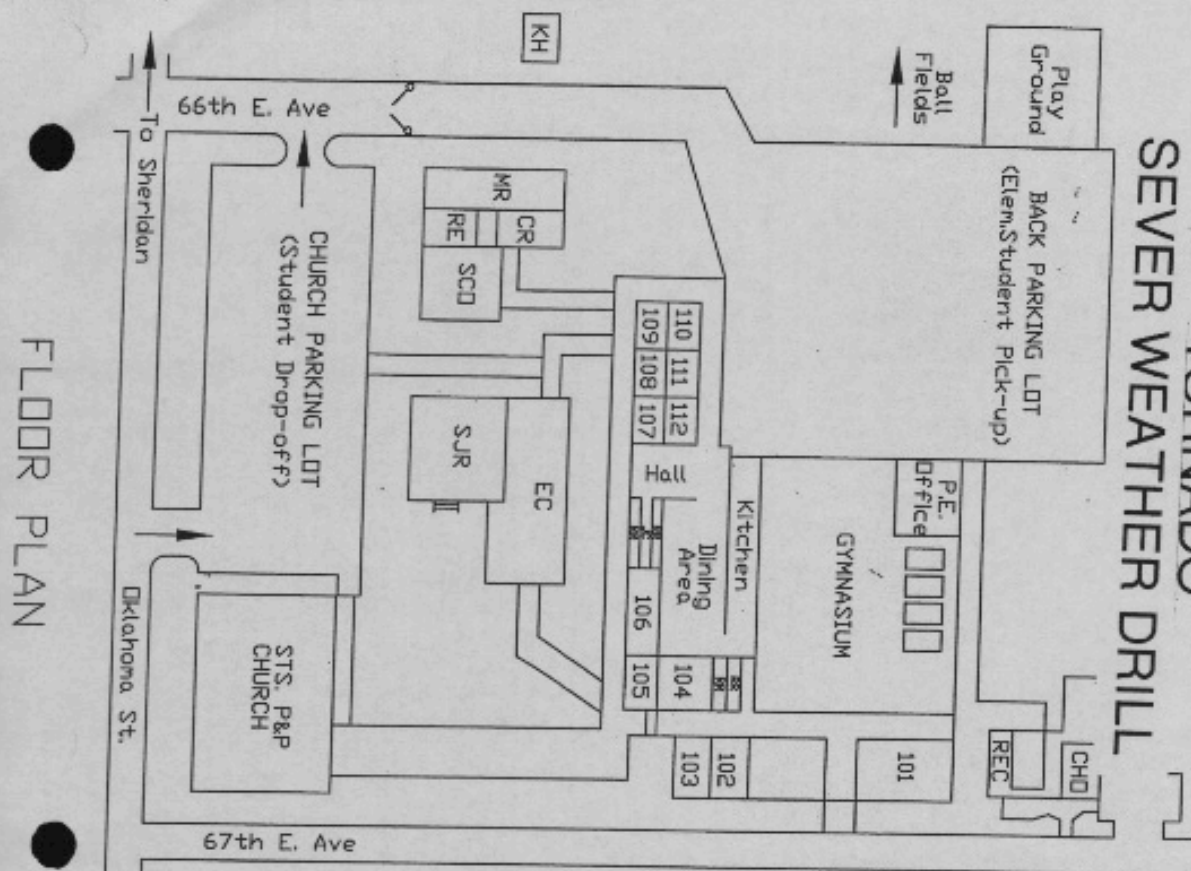 SEVER WEATHER DRILL
Play
Ground
Ball
Fields
BACK PARKING LOT
(Elem.Student Pick-up)
KH
66th E. Ave
To Sheridan
CHURCH PARKING LOT
(Student Drop-off)
MR
CR
RE
SCO
110
111
112
109
108
107
Hall
Kitchen
Dining
Area
106
105
104
103
102
101
P.E.
Office
GYMNASIUM
SJR
EC
REC
CHO
STS. P&P
CHURCH
Oklahoma St.
67th E. Ave
FLOOR PLAN